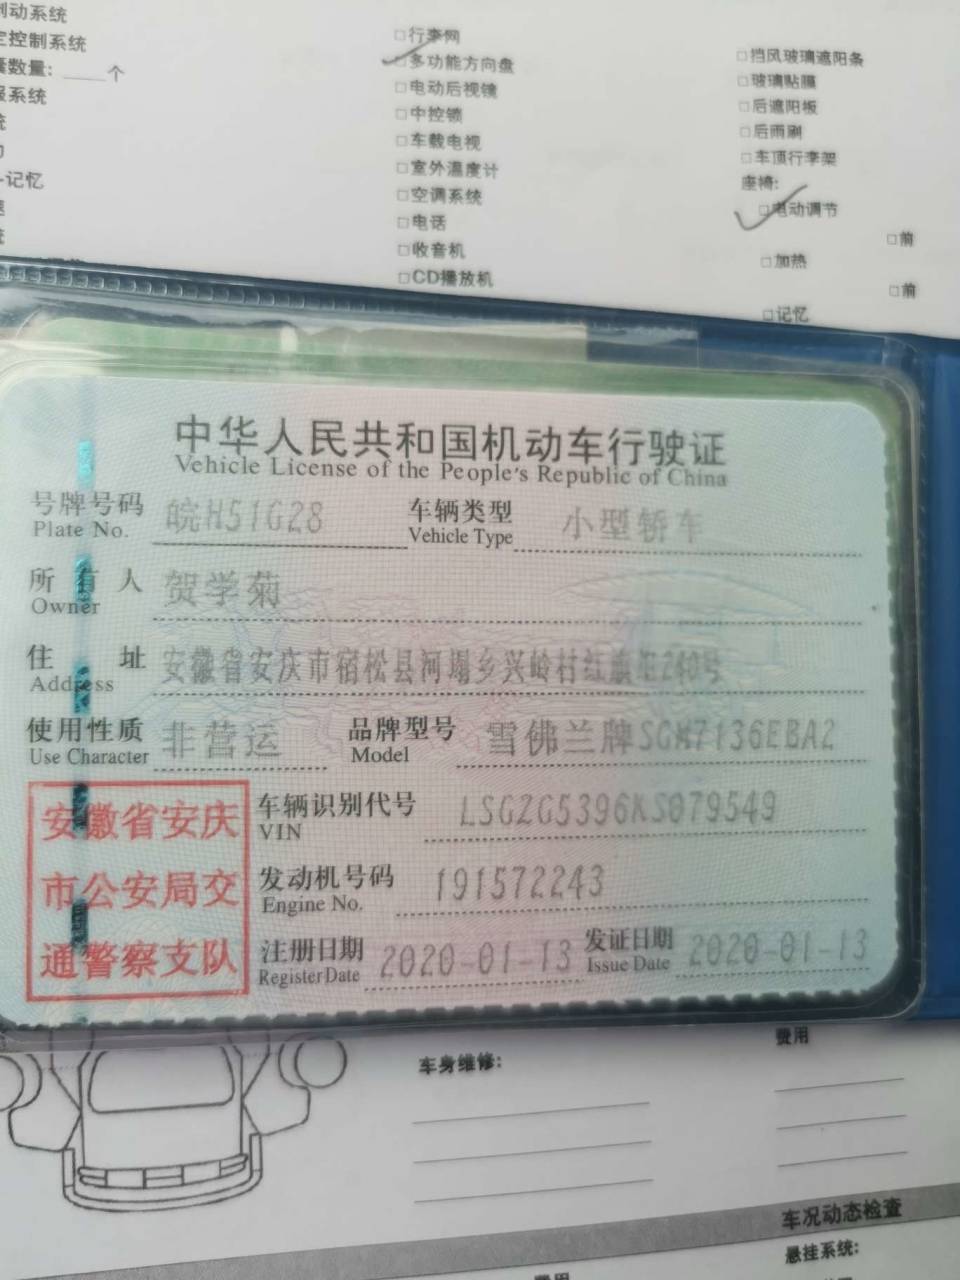 制动系统
定控制系统
囊数量: ____个
服系统
统
力
-记忆
速
统
□行李网
□多功能方向盘
□电动后视镜
□中控锁
□车载电视
□室外温度计
□空调系统
□电话
□收音机
□CD播放机
□挡风玻璃遮阳条
□玻璃贴膜
□后遮阳板
□后雨刷
□车顶行李架
座椅:
□电动调节
□前
□加热
□前
□记忆
中华人民共和国机动车行驶证
Vehicle License of the People's Republic of China
号牌号码 皖H51G28 车辆类型 小型轿车
Plate No. Vehicle Type
所有人 贺学菊
Owner
住址 安徽省安庆市宿松县河塌乡兴岭村红旗组240号
Address
使用性质 非营运 品牌型号 雪佛兰牌SGM7136EBA2
Use Character Model
安徽省安庆
市公安局交
通警察支队
车辆识别代号 LSGZG5396KS079549
VIN
发动机号码 191572243
Engine No.
注册日期 2020-01-13 发证日期 2020-01-13
Register Date Issue Date
车身维修:
费用
车况动态检查
悬挂系统:
费用